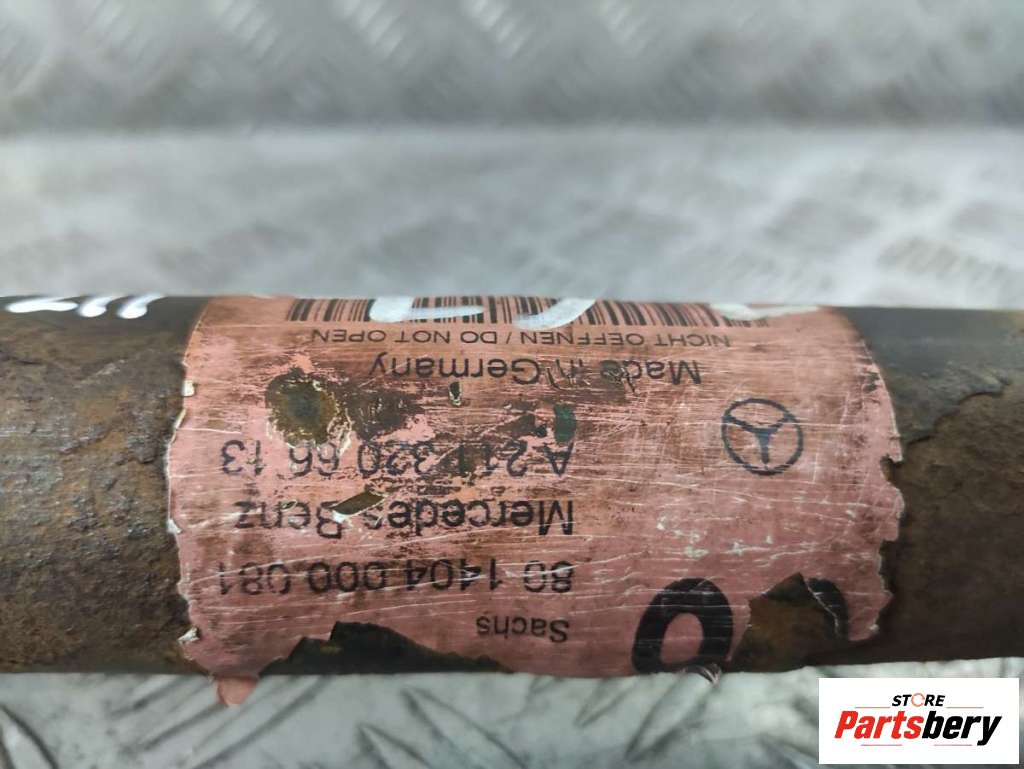 Sachs
80 1404 000 081
Mercedes-Benz
A 211 320 66 13
Made in Germany
NICHT OEFFNEN / DO NOT OPEN
211
STORE
Partsbery